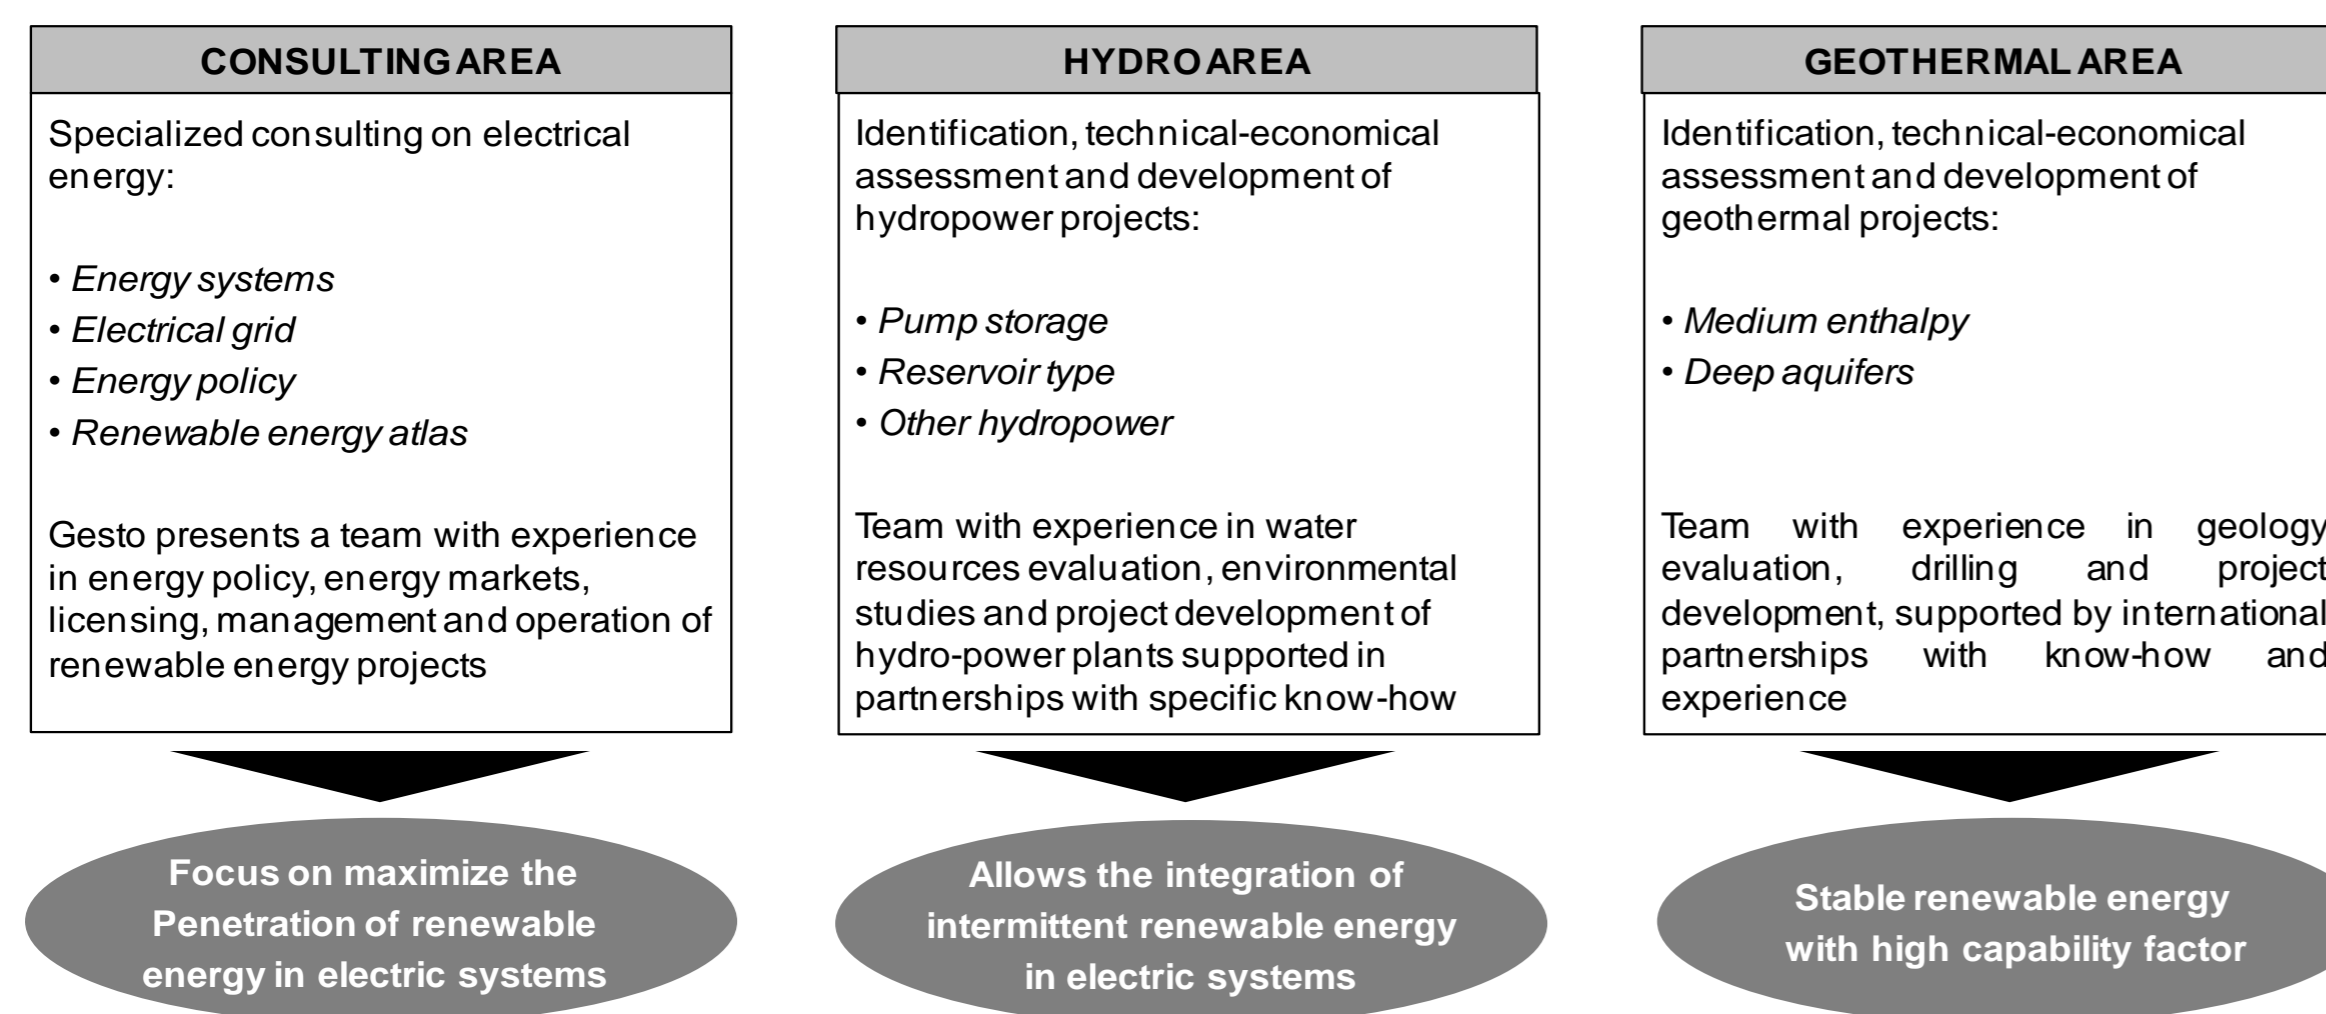 CONSULTING AREA
Specialized consulting on electrical
energy:
• Energy systems
• Electrical grid
• Energy policy
• Renewable energy atlas
Gesto presents a team with experience
in energy policy, energy markets,
licensing, management and operation of
renewable energy projects
Focus on maximize the
Penetration of renewable
energy in electric systems
HYDRO AREA
Identification, technical-economical
assessment and development of
hydropower projects:
• Pump storage
• Reservoir type
• Other hydropower
Team with experience in water
resources evaluation, environmental
studies and project development of
hydro-power plants supported in
partnerships with specific know-how
Allows the integration of
intermittent renewable energy
in electric systems
GEOTHERMAL AREA
Identification, technical-economical
assessment and development of
geothermal projects:
• Medium enthalpy
• Deep aquifers
Team with experience in geology
evaluation, drilling and project
development, supported by international
partnerships with know-how and
experience
Stable renewable energy
with high capability factor